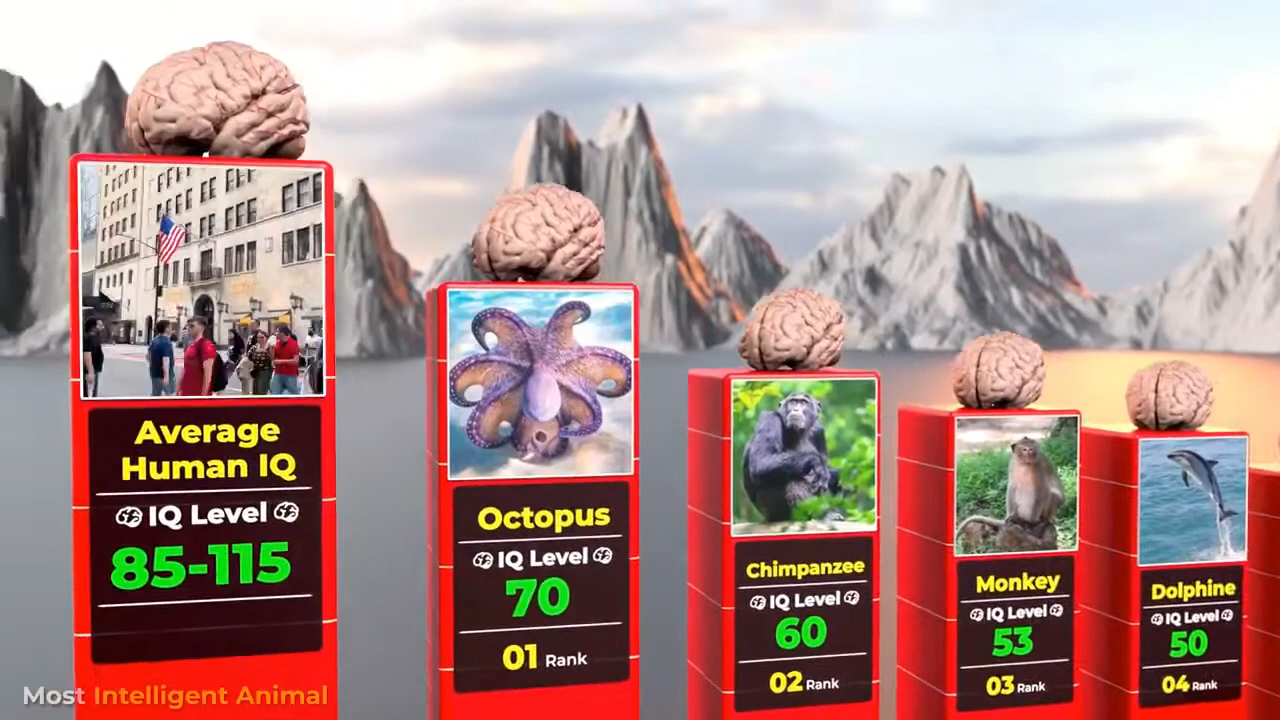 Average
Human IQ
IQ Level
85-115
Octopus
IQ Level
70
01 Rank
Chimpanzee
IQ Level
60
02 Rank
Monkey
IQ Level
53
03 Rank
Dolphine
IQ Level
50
04 Rank
Most Intelligent Animal